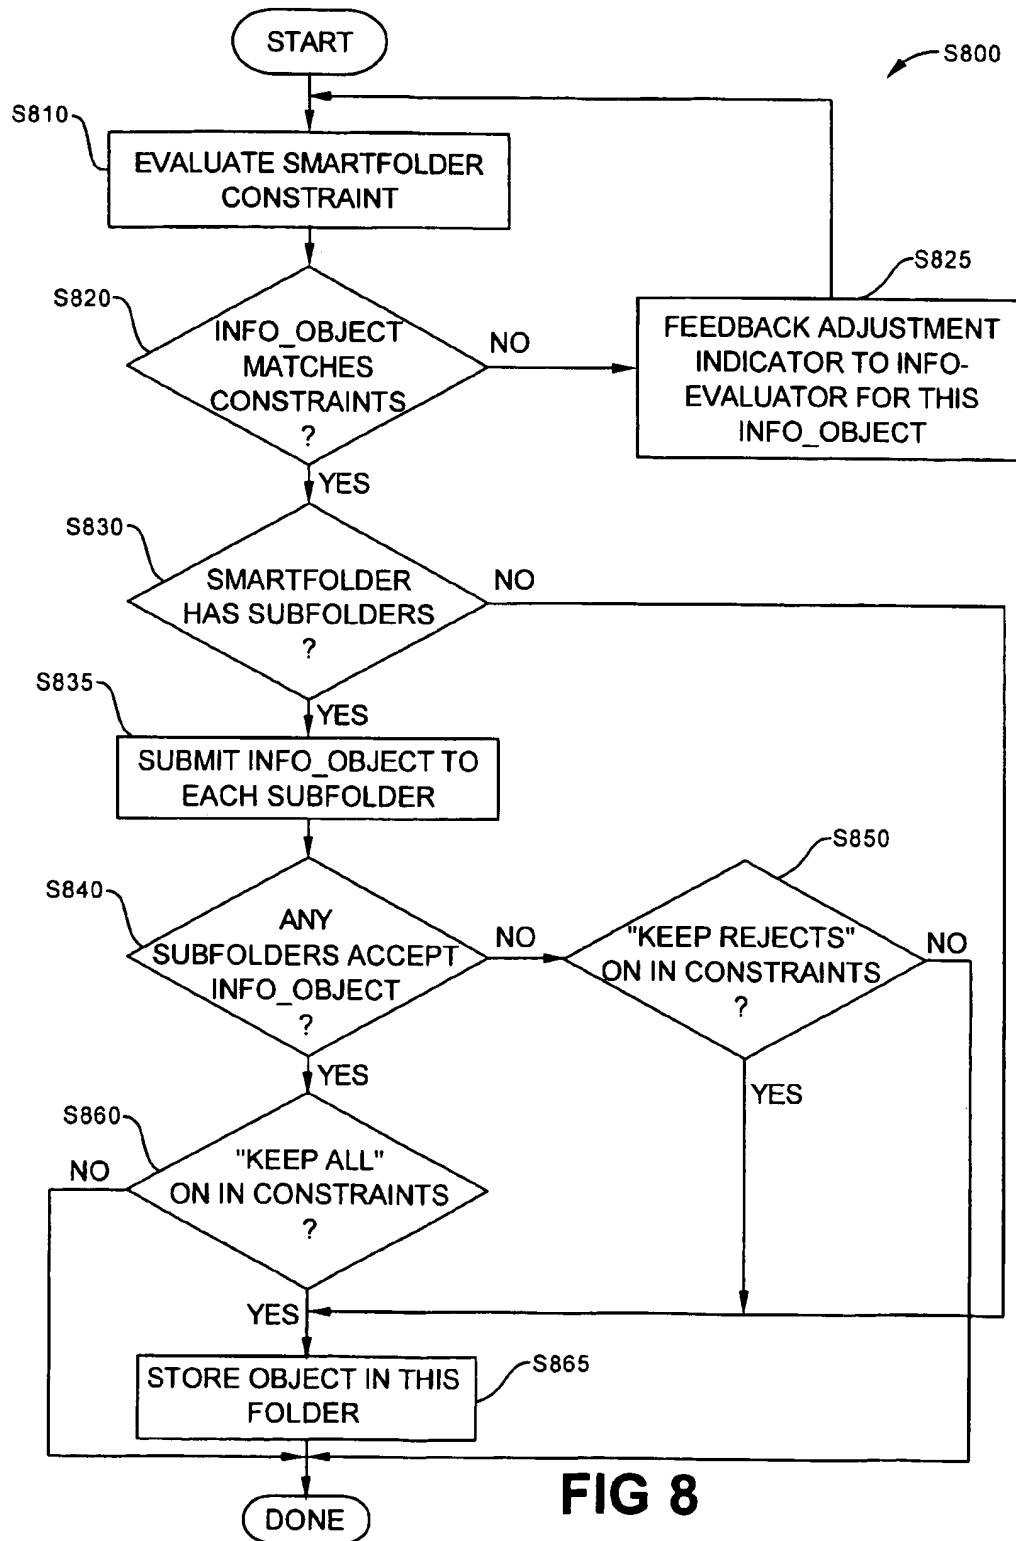 START
S800
S810
EVALUATE SMARTFOLDER
CONSTRAINT
S820
INFO_OBJECT
MATCHES
CONSTRAINTS
?
NO
S825
FEEDBACK ADJUSTMENT
INDICATOR TO INFO-
EVALUATOR FOR THIS
INFO_OBJECT
YES
S830
SMARTFOLDER
HAS SUBFOLDERS
?
NO
S835
YES
SUBMIT INFO_OBJECT TO
EACH SUBFOLDER
S840
ANY
SUBFOLDERS ACCEPT
INFO_OBJECT
?
NO
S850
"KEEP REJECTS"
ON IN CONSTRAINTS
?
NO
YES
YES
S860
NO
"KEEP ALL"
ON IN CONSTRAINTS
?
YES
STORE OBJECT IN THIS
FOLDER
S865
DONE
FIG 8